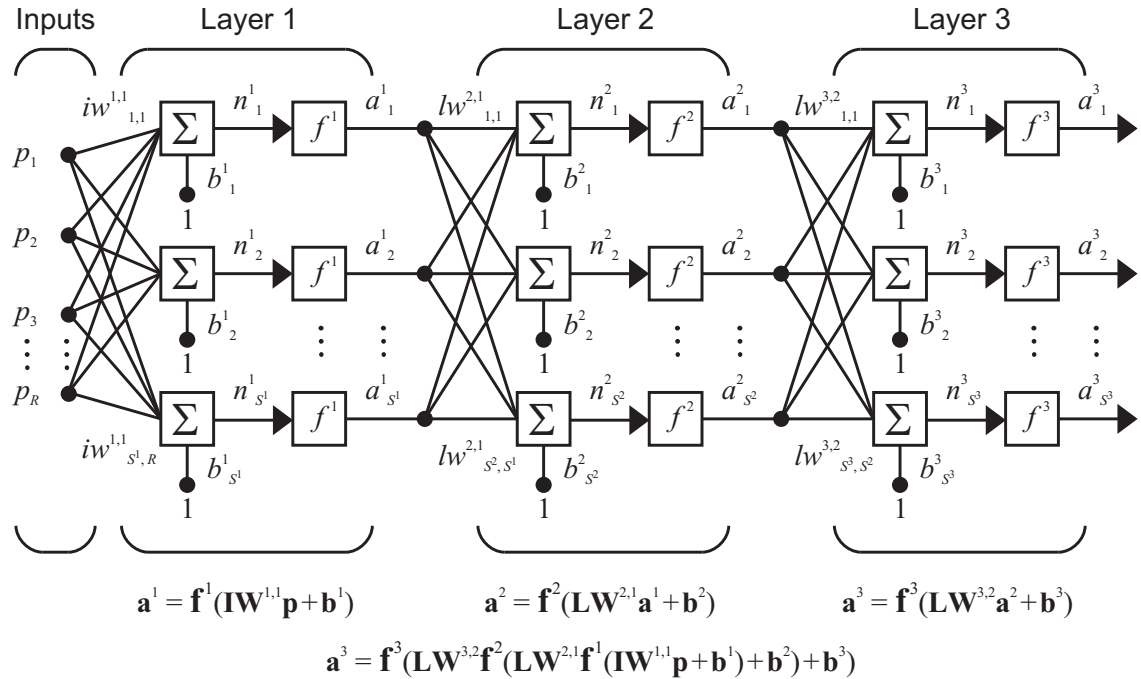 Inputs Layer 1 Layer 2 Layer 3
iw^{1,1}_{1,1} n^1_1 a^1_1 lw^{2,1}_{1,1} n^2_1 a^2_1 lw^{3,2}_{1,1} n^3_1 a^3_1
Σ f^1 Σ f^2 Σ f^3
p_1
b^1_1 b^2_1 b^3_1
1 1 1
p_2
n^1_2 a^1_2 n^2_2 a^2_2 n^3_2 a^3_2
Σ f^1 Σ f^2 Σ f^3
p_3
b^1_2 b^2_2 b^3_2
1 1 1
p_R
n^1_{S^1} a^1_{S^1} n^2_{S^2} a^2_{S^2} n^3_{S^3} a^3_{S^3}
Σ f^1 Σ f^2 Σ f^3
iw^{1,1}_{S^1,R} lw^{2,1}_{S^2,S^1} lw^{3,2}_{S^3,S^2}
b^1_{S^1} b^2_{S^2} b^3_{S^3}
1 1 1
a^1 = f^1(IW^{1,1}p+b^1) a^2 = f^2(LW^{2,1}a^1+b^2) a^3 = f^3(LW^{3,2}a^2+b^3)
a^3 = f^3(LW^{3,2}f^2(LW^{2,1}f^1(IW^{1,1}p+b^1)+b^2)+b^3)